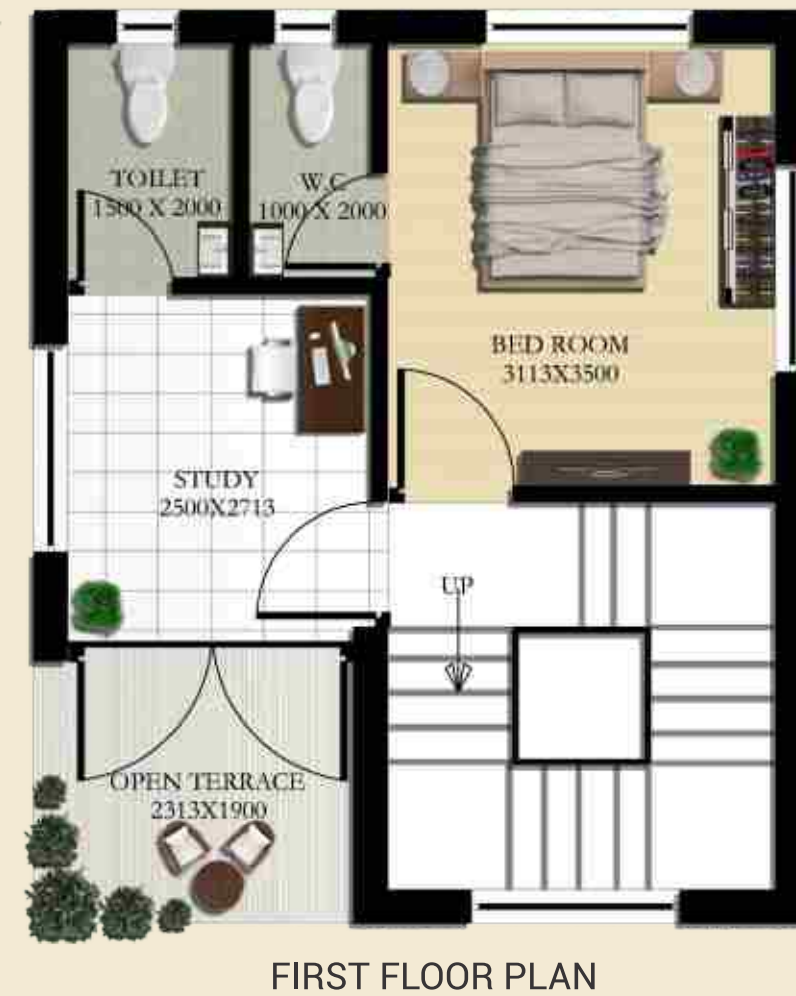 TOILET
1500 X 2000
W.C
1000 X 2000
BED ROOM
3113X3500
STUDY
2500X2713
UP
OPEN TERRACE
2313X1900
FIRST FLOOR PLAN